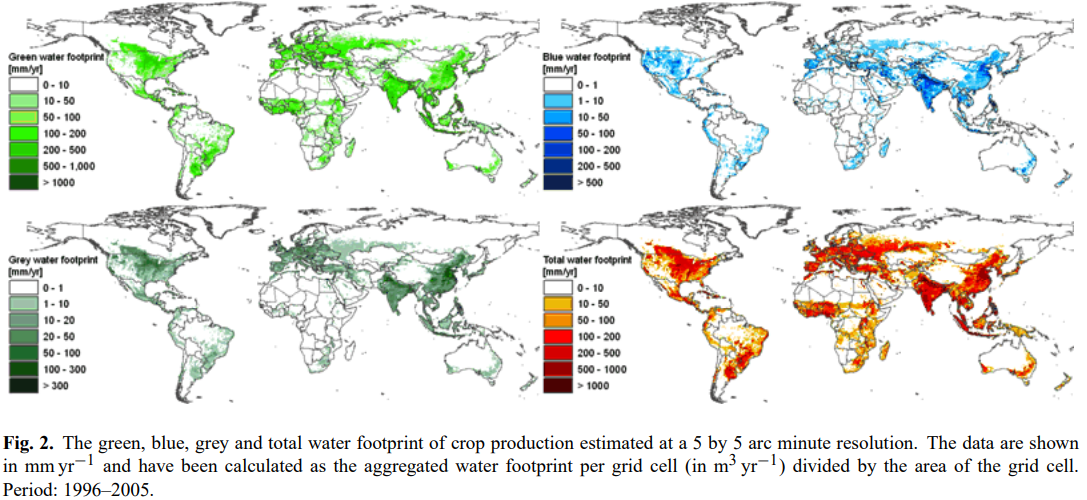 Green water footprint
[mm/yr]
0 - 10
10 - 50
50 - 100
100 - 200
200 - 500
500 - 1,000
> 1000
Blue water footprint
[mm/yr]
0 - 1
1 - 10
10 - 50
50 - 100
100 - 200
200 - 500
> 500
Grey water footprint
[mm/yr]
0 - 1
1 - 10
10 - 20
20 - 50
50 - 100
100 - 300
> 300
Total water footprint
[mm/yr]
0 - 10
10 - 50
50 - 100
100 - 200
200 - 500
500 - 1000
> 1000
Fig. 2. The green, blue, grey and total water footprint of crop production estimated at a 5 by 5 arc minute resolution. The data are shown
in mm yr⁻¹ and have been calculated as the aggregated water footprint per grid cell (in m³ yr⁻¹) divided by the area of the grid cell.
Period: 1996–2005.